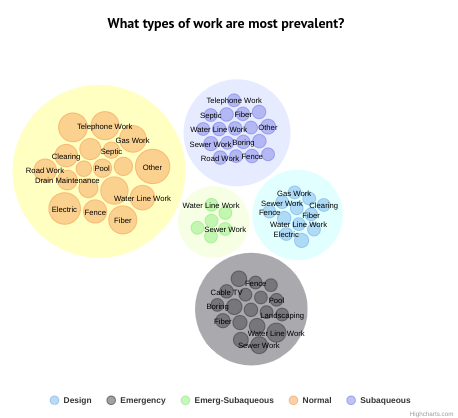 What types of work are most prevalent?
Telephone Work
Gas Work
Clearing
Septic
Road Work
Pool
Other
Drain Maintenance
Water Line Work
Electric
Fence
Fiber
Telephone Work
Septic
Fiber
Water Line Work
Other
Sewer Work
Boring
Road Work
Fence
Water Line Work
Sewer Work
Gas Work
Sewer Work
Clearing
Fence
Fiber
Water Line Work
Electric
Fence
Cable TV
Pool
Boring
Landscaping
Fiber
Water Line Work
Sewer Work
Design
Emergency
Emerg-Subaqueous
Normal
Subaqueous
Highcharts.com